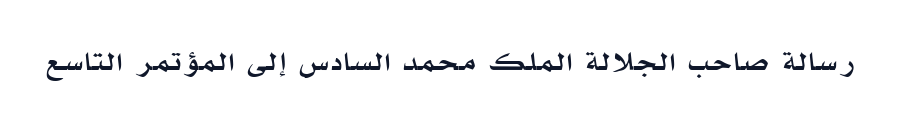 رسالة صاحب الجلالة الملك محمد السادس إلى المؤتمر التاسع